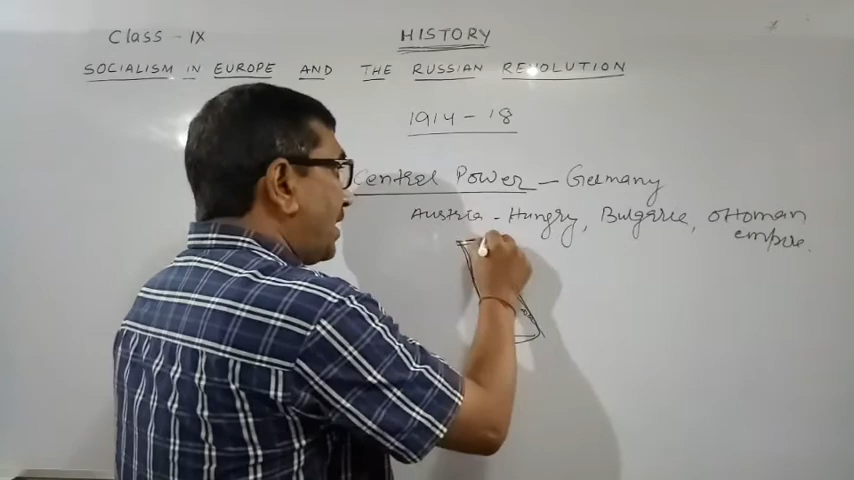 Class - IX
HISTORY
SOCIALISM IN EUROPE AND THE RUSSIAN REVOLUTION
1914 - 18
Central Power - Germany
Austria - Hungry, Bulgaria, Ottoman
empire.